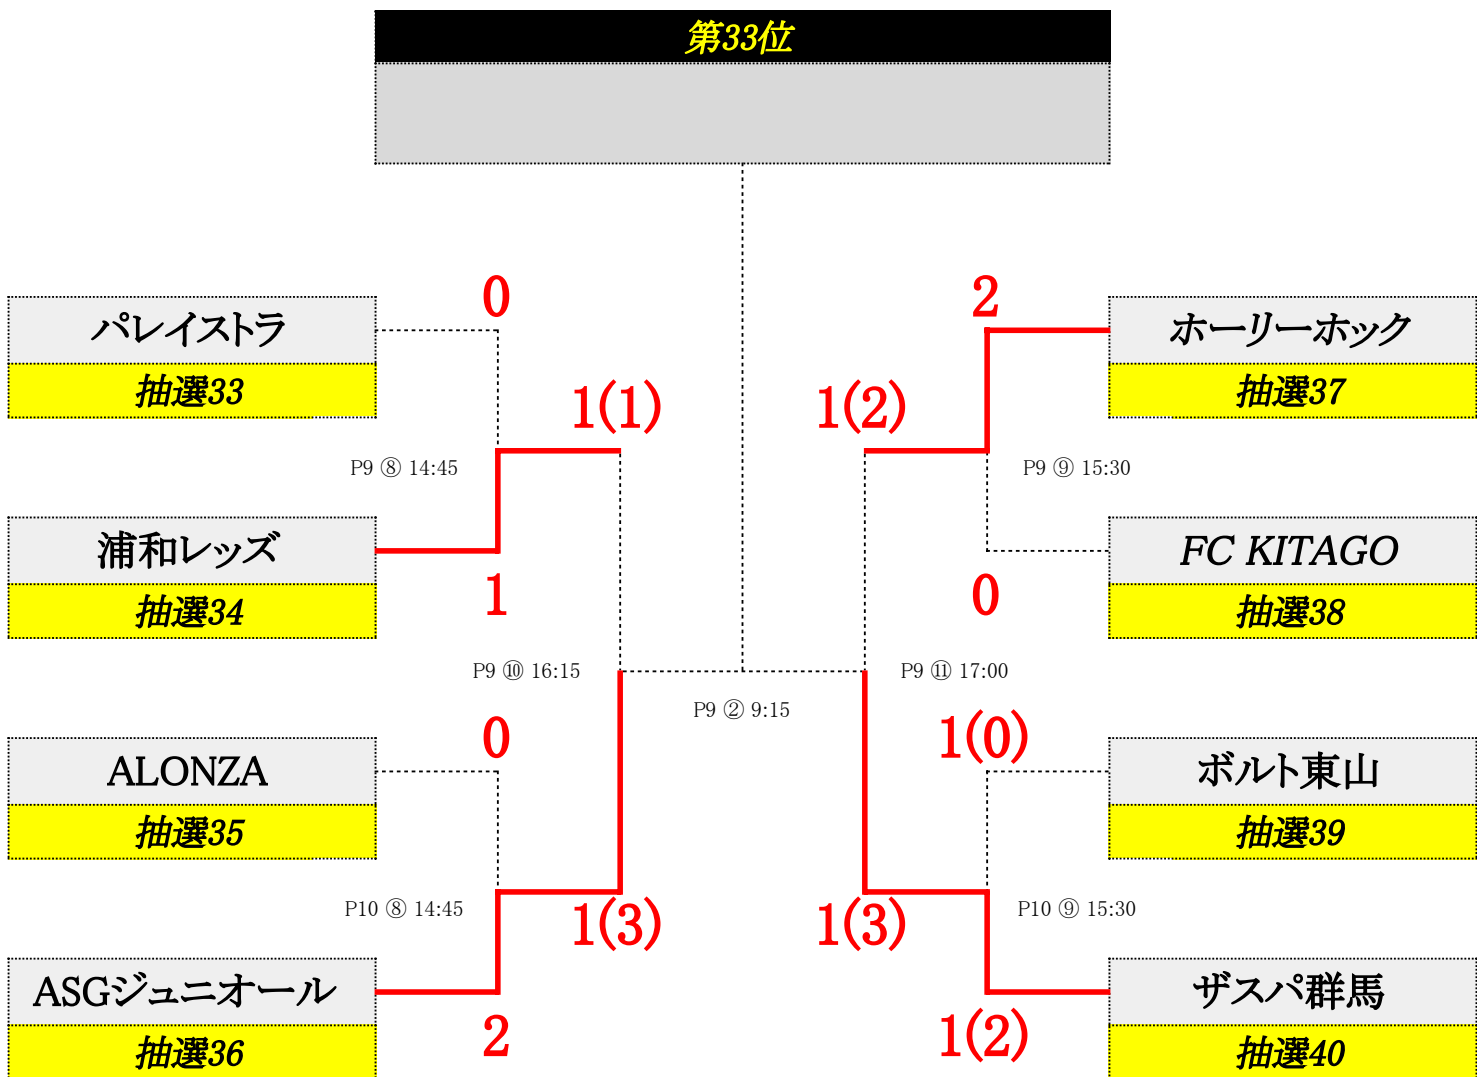 第33位
0
2
パレイストラ
ホーリーホック
抽選33
抽選37
1(1)
1(2)
P9 ⑧ 14:45
P9 ⑨ 15:30
浦和レッズ
FC KITAGO
1
0
抽選34
抽選38
P9 ⑩ 16:15
P9 ⑪ 17:00
P9 ② 9:15
0
1(0)
ALONZA
ボルト東山
抽選35
抽選39
P10 ⑧ 14:45
P10 ⑨ 15:30
1(3)
1(3)
ASGジュニオール
ザスパ群馬
2
1(2)
抽選36
抽選40